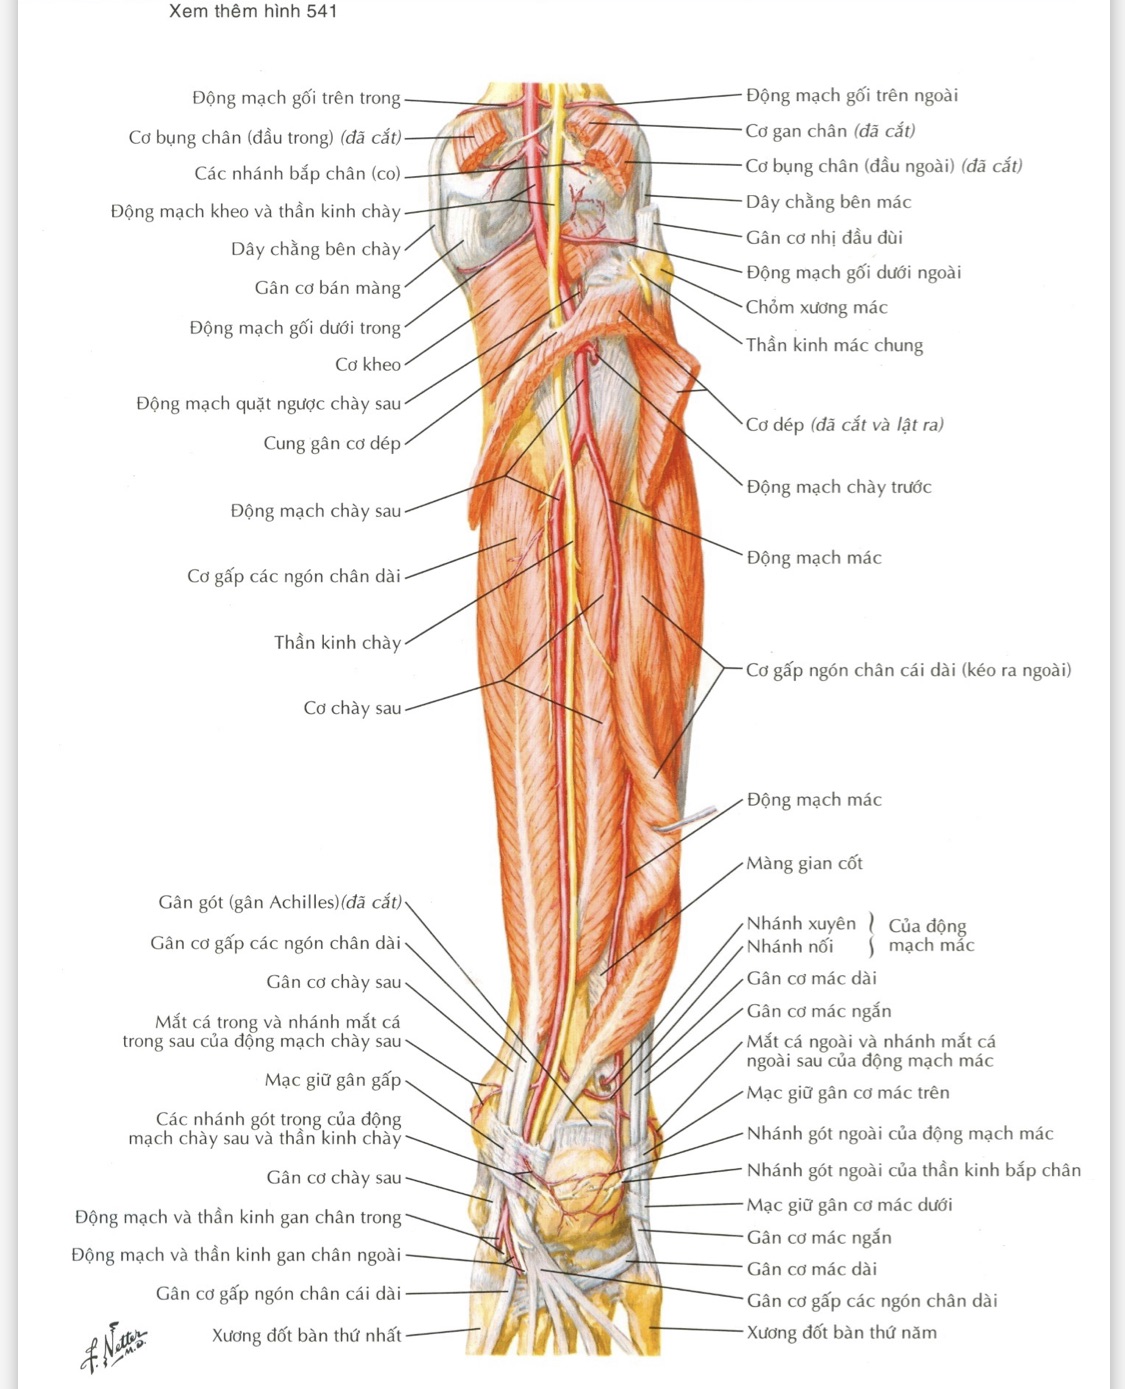 Xem thêm hình 541
Động mạch gối trên trong
Cơ bụng chân (đầu trong) (đã cắt)
Các nhánh bắp chân (co)
Động mạch kheo và thần kinh chày
Dây chằng bên chày
Gân cơ bán màng
Động mạch gối dưới trong
Cơ kheo
Động mạch quặt ngược chày sau
Cung gân cơ dép
Động mạch chày sau
Cơ gấp các ngón chân dài
Thần kinh chày
Cơ chày sau
Gân gót (gân Achilles)(đã cắt)
Gân cơ gấp các ngón chân dài
Gân cơ chày sau
Mắt cá trong và nhánh mắt cá
trong sau của động mạch chày sau
Mạc giữ gân gấp
Các nhánh gót trong của động
mạch chày sau và thần kinh chày
Gân cơ chày sau
Động mạch và thần kinh gan chân trong
Động mạch và thần kinh gan chân ngoài
Gân cơ gấp ngón chân cái dài
Xương đốt bàn thứ nhất
Động mạch gối trên ngoài
Cơ gan chân (đã cắt)
Cơ bụng chân (đầu ngoài) (đã cắt)
Dây chằng bên mác
Gân cơ nhị đầu đùi
Động mạch gối dưới ngoài
Chỏm xương mác
Thần kinh mác chung
Cơ dép (đã cắt và lật ra)
Động mạch chày trước
Động mạch mác
Cơ gấp ngón chân cái dài (kéo ra ngoài)
Động mạch mác
Màng gian cốt
Nhánh xuyên } Của động
Nhánh nối } mạch mác
Gân cơ mác dài
Gân cơ mác ngắn
Mắt cá ngoài và nhánh mắt cá
ngoài sau của động mạch mác
Mạc giữ gân cơ mác trên
Nhánh gót ngoài của động mạch mác
Nhánh gót ngoài của thần kinh bắp chân
Mạc giữ gân cơ mác dưới
Gân cơ mác ngắn
Gân cơ mác dài
Gân cơ gấp các ngón chân dài
Xương đốt bàn thứ năm
F. Netter
M.D.